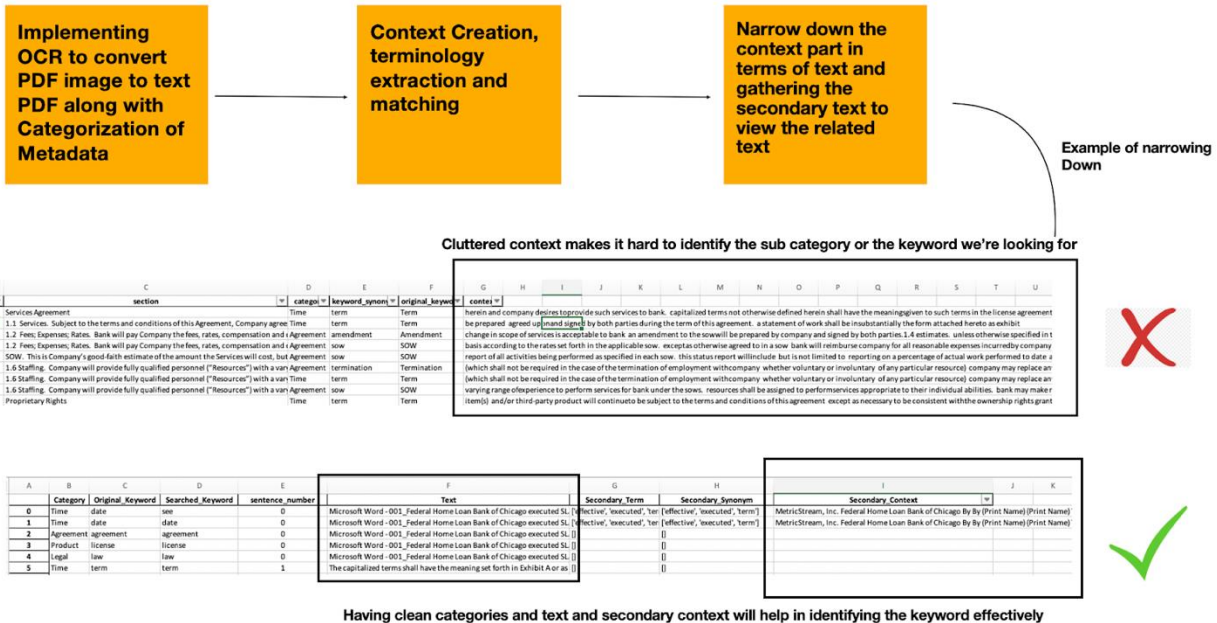 Implementing
OCR to convert
PDF image to text
PDF along with
Categorization of
Metadata
Context Creation,
terminology
extraction and
matching
Narrow down the
context part in
terms of text and
gathering the
secondary text to
view the related
text
Example of narrowing
Down
Cluttered context makes it hard to identify the sub category or the keyword we're looking for
C D E F G H I J K L M N O P Q R S T U
section categor keyword_synony original_keywo contex
Services Agreement Time term Term herein and company desires toprovide such services to bank. capitalized terms not otherwise defined herein shall have the meaningsgiven to such terms in the license agreement
1.1 Services. Subject to the terms and conditions of this Agreement, Company agree Time term Term be prepared agreed uponand signed by both parties during the term of this agreement. a statement of work shall be insubstantially the form attached hereto as exhibit
1.2 Fees; Expenses; Rates. Bank will pay Company the fees, rates, compensation and Agreement amendment Amendment change in scope of services is acceptable to bank an amendment to the sowwill be prepared by company and signed by both parties.1.4 estimates. unless otherwise specified in t
1.2 Fees; Expenses; Rates. Bank will pay Company the fees, rates, compensation and Agreement sow SOW basis according to the rates set forth in the applicable sow. exceptas otherwise agreed to in a sow bank will reimburse company for all reasonable expenses incurredby company
SOW. This is Company's good-faith estimate of the amount the Services will cost, but Agreement sow SOW report of all activities being performed as specified in each sow. this status report willinclude but is not limited to reporting on a percentage of actual work performed to date a
1.6 Staffing. Company will provide fully qualified personnel ("Resources") with a var Agreement termination Termination (which shall not be required in the case of the termination of employment withcompany whether voluntary or involuntary of any particular resource) company may replace an
1.6 Staffing. Company will provide fully qualified personnel ("Resources") with a var Time term Term (which shall not be required in the case of the termination of employment withcompany whether voluntary or involuntary of any particular resource) company may replace an
1.6 Staffing. Company will provide fully qualified personnel ("Resources") with a var Agreement sow SOW varying range ofexperience to perform services for bank under the sows. resources shall be assigned to performservices appropriate to their individual abilities. bank may make r
Proprietary Rights Time term Term item(s) and/or third-party product will continueto be subject to the terms and conditions of this agreement except as necessary to be consistent withthe ownership rights grant
A B C D E F G H I J K
Category Original_Keyword Searched_Keyword sentence_number Text Secondary_Term Secondary_Synonym Secondary_Context
0 Time date see 0 Microsoft Word - 001_Federal Home Loan Bank of Chicago executed SL. ['effective', 'executed', 'ter ['effective', 'executed', 'term'] MetricStream, Inc. Federal Home Loan Bank of Chicago By By (Print Name) (Print Name)
1 Time date date 0 Microsoft Word - 001_Federal Home Loan Bank of Chicago executed SL. ['effective', 'executed', 'ter ['effective', 'executed', 'term'] MetricStream, Inc. Federal Home Loan Bank of Chicago By By (Print Name) (Print Name)
2 Agreement agreement agreement 0 Microsoft Word - 001_Federal Home Loan Bank of Chicago executed SL. [] []
3 Product license license 0 Microsoft Word - 001_Federal Home Loan Bank of Chicago executed SL. [] []
4 Legal law law 0 Microsoft Word - 001_Federal Home Loan Bank of Chicago executed SL. [] []
5 Time term term 1 The capitalized terms shall have the meaning set forth in Exhibit A or as [] []
Having clean categories and text and secondary context will help in identifying the keyword effectively